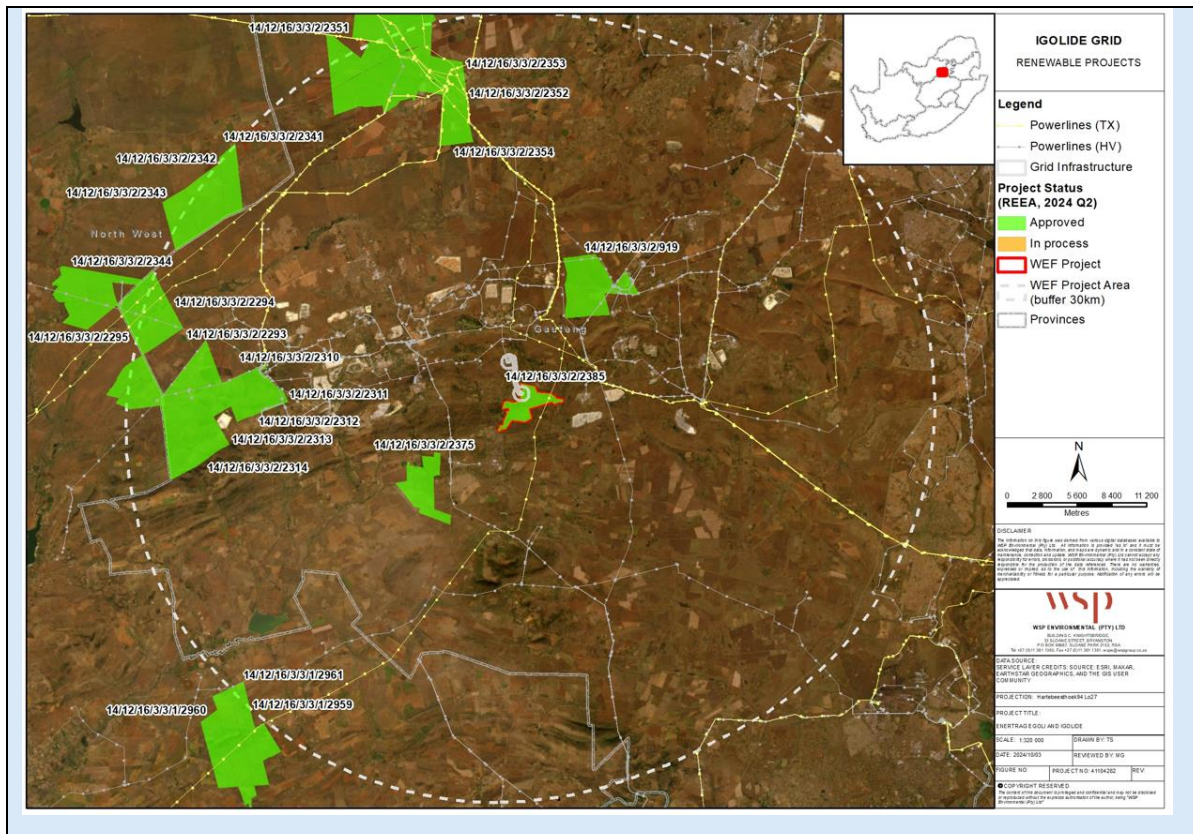 14/12/16/3/3/2/2351
14/12/16/3/3/2/2353
14/12/16/3/3/2/2352
14/12/16/3/3/2/2341
14/12/16/3/3/2/2354
14/12/16/3/3/2/2342
14/12/16/3/3/2/2343
North West
14/12/16/3/3/2/919
14/12/16/3/3/2/2344
14/12/16/3/3/2/2294
14/12/16/3/3/2/2295
14/12/16/3/3/2/2293
Gauteng
14/12/16/3/3/2/2310
14/12/16/3/3/2/2385
14/12/16/3/3/2/2311
14/12/16/3/3/2/2312
14/12/16/3/3/2/2313
14/12/16/3/3/2/2375
14/12/16/3/3/2/2314
14/12/16/3/3/1/2961
14/12/16/3/3/1/2960
14/12/16/3/3/1/2959
IGOLIDE GRID
RENEWABLE PROJECTS
Legend
Powerlines (TX)
Powerlines (HV)
Grid Infrastructure
Project Status
(REEA, 2024 Q2)
Approved
In process
WEF Project
WEF Project Area
(buffer 30km)
Provinces
N
0 2 800 5 600 8 400 11 200
Metres
DISCLAIMER
wsp
WSP ENVIRONMENTAL (PTY) LTD
DATA SOURCE:
SERVICE LAYER CREDITS: SOURCE: ESRI, MAXAR,
EARTHSTAR GEOGRAPHICS, AND THE GIS USER
COMMUNITY
PROJECTION: Hartebeesthoek94 Lo27
PROJECT TITLE:
ENERTRAG EGOLI AND IGOLIDE
SCALE: 1:320 000 DRAWN BY: TS
DATE: 2024/10/03 REVIEWED BY: MG
FIGURE NO: PROJECT NO: 41104282 REV:
COPYRIGHT RESERVED